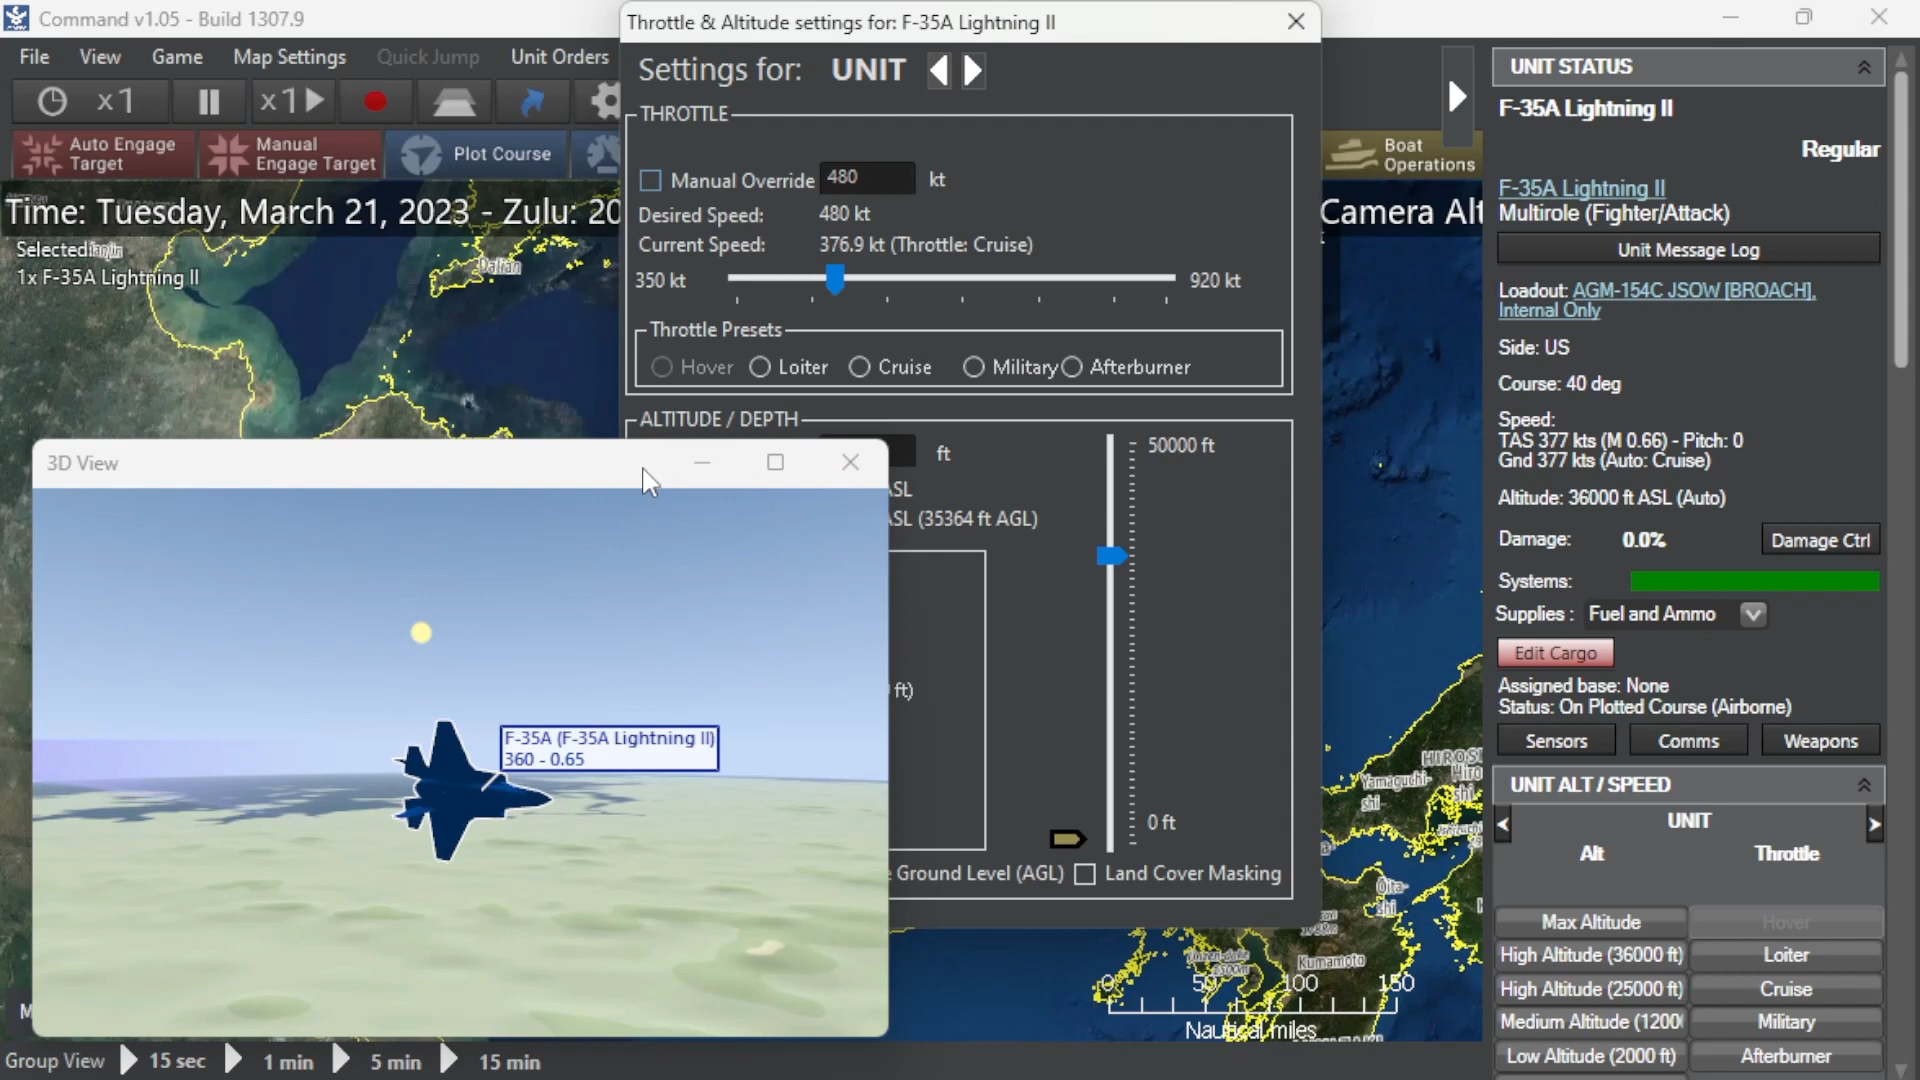 Command v1.05 - Build 1307.9
File View Game Map Settings Quick Jump Unit Orders
x 1 x 1
Auto Engage Target
Manual Engage Target
Plot Course
Boat Operations
Time: Tuesday, March 21, 2023 - Zulu: 20
Camera Alt
Selected:
1x F-35A Lightning II
Dalian
Throttle & Altitude settings for: F-35A Lightning II
Settings for: UNIT
THROTTLE
Manual Override 480 kt
Desired Speed: 480 kt
Current Speed: 376.9 kt (Throttle: Cruise)
350 kt 920 kt
Throttle Presets
Hover Loiter Cruise Military Afterburner
ALTITUDE / DEPTH
ft
50000 ft
ASL
ASL (35364 ft AGL)
ft)
0 ft
Ground Level (AGL) Land Cover Masking
3D View
F-35A (F-35A Lightning II)
360 - 0.65
Yamaguchi-shi
Oita-shi
Kumamoto
0 50 100 150
Nautical miles
Group View 15 sec 1 min 5 min 15 min
UNIT STATUS
F-35A Lightning II
Regular
F-35A Lightning II
Multirole (Fighter/Attack)
Unit Message Log
Loadout: AGM-154C JSOW [BROACH],
Internal Only
Side: US
Course: 40 deg
Speed:
TAS 377 kts (M 0.66) - Pitch: 0
Gnd 377 kts (Auto: Cruise)
Altitude: 36000 ft ASL (Auto)
Damage: 0.0% Damage Ctrl
Systems:
Supplies : Fuel and Ammo
Edit Cargo
Assigned base: None
Status: On Plotted Course (Airborne)
Sensors Comms Weapons
UNIT ALT / SPEED
UNIT
Alt Throttle
Max Altitude Hover
High Altitude (36000 ft) Loiter
High Altitude (25000 ft) Cruise
Medium Altitude (1200 Military
Low Altitude (2000 ft) Afterburner